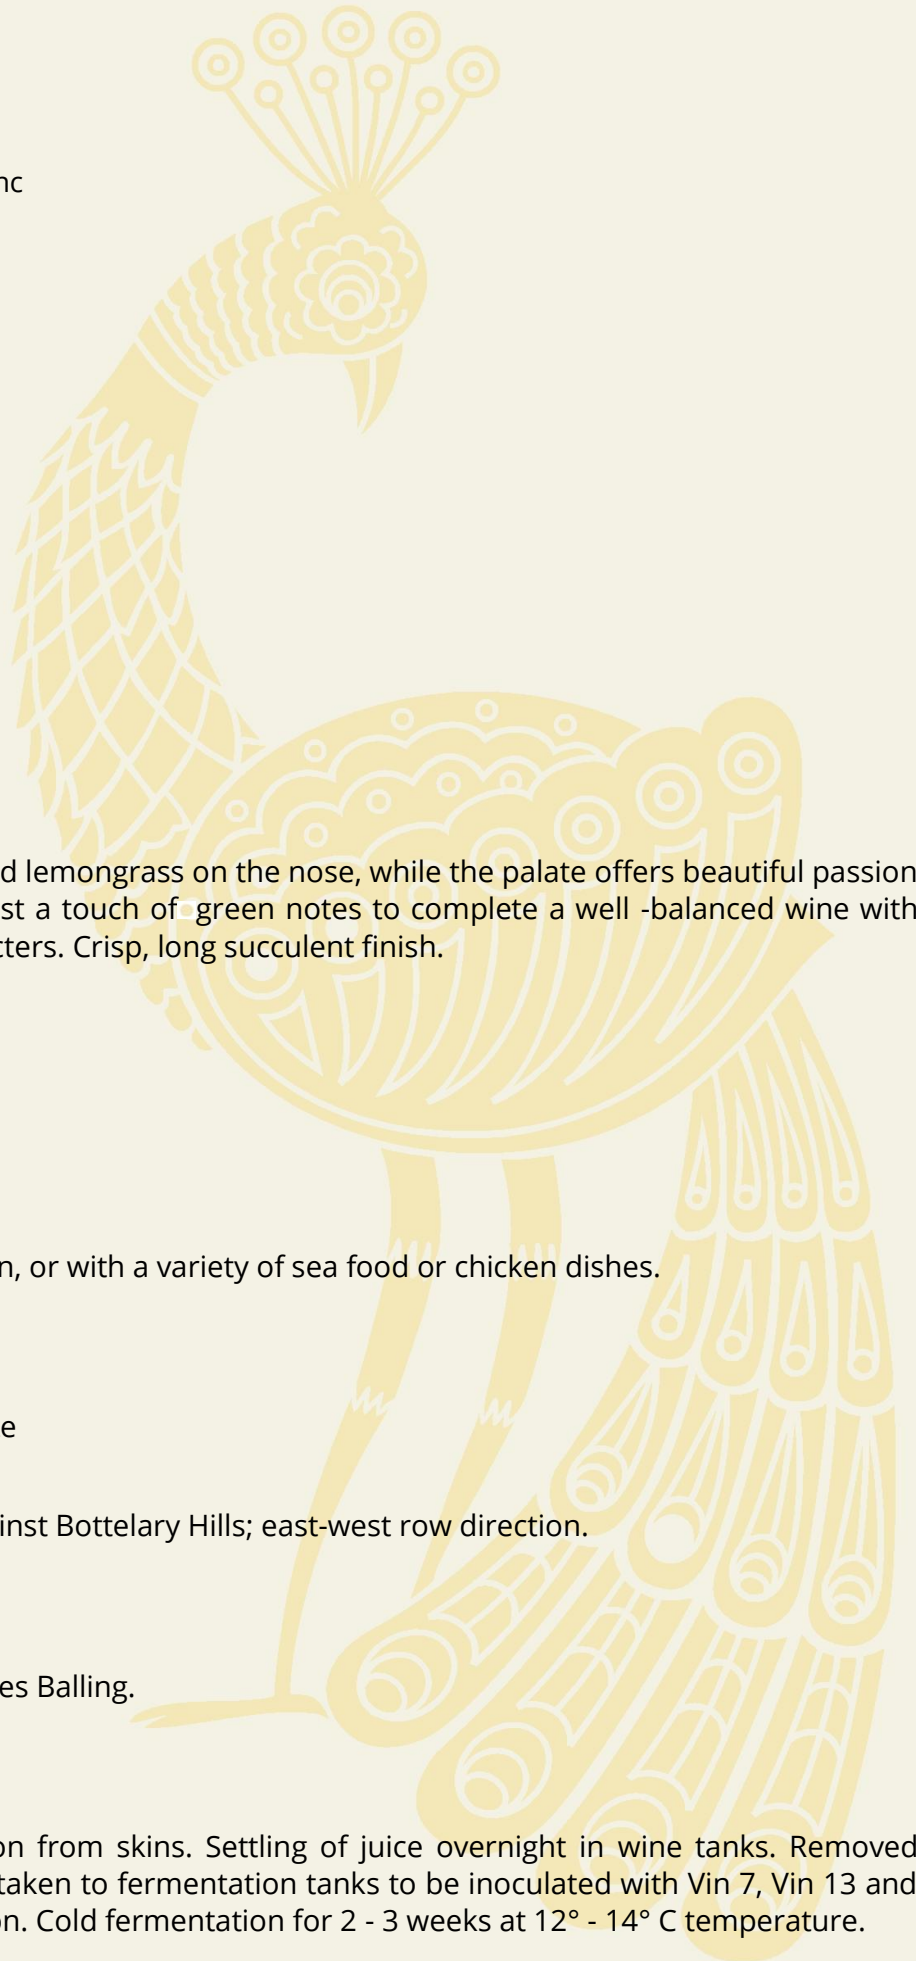 nc
d lemongrass on the nose, while the palate offers beautiful passion
st a touch of green notes to complete a well -balanced wine with
cters. Crisp, long succulent finish.
n, or with a variety of sea food or chicken dishes.
e
inst Bottelary Hills; east-west row direction.
es Balling.
on from skins. Settling of juice overnight in wine tanks. Removed
taken to fermentation tanks to be inoculated with Vin 7, Vin 13 and
on. Cold fermentation for 2 - 3 weeks at 12° - 14° C temperature.